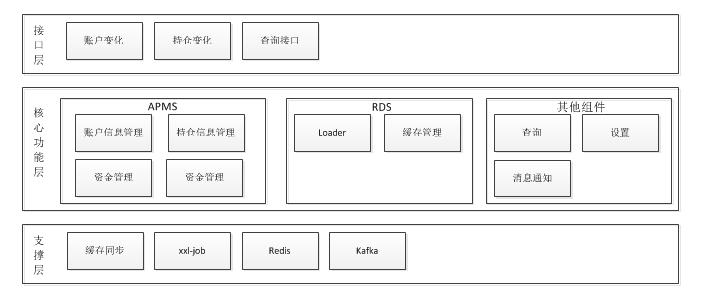 接口层
账户变化 持仓变化 查询接口
核心功能层
APMS RDS 其他组件
账户信息管理 持仓信息管理 Loader 缓存管理 查询 设置
资金管理 资金管理 消息通知
支撑层
缓存同步 xxl-job Redis Kafka